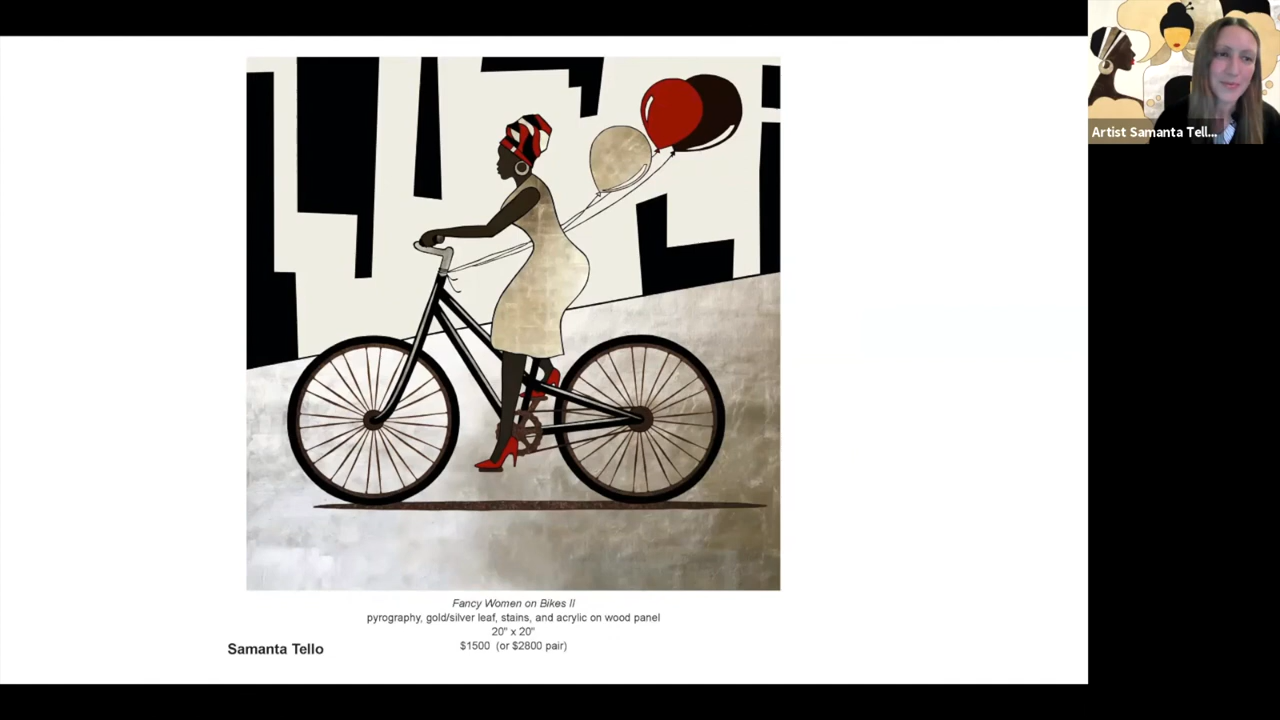 Artist Samanta Tell...
Fancy Women on Bikes II
pyrography, gold/silver leaf, stains, and acrylic on wood panel
20" x 20"
$1500 (or $2800 pair)
Samanta Tello